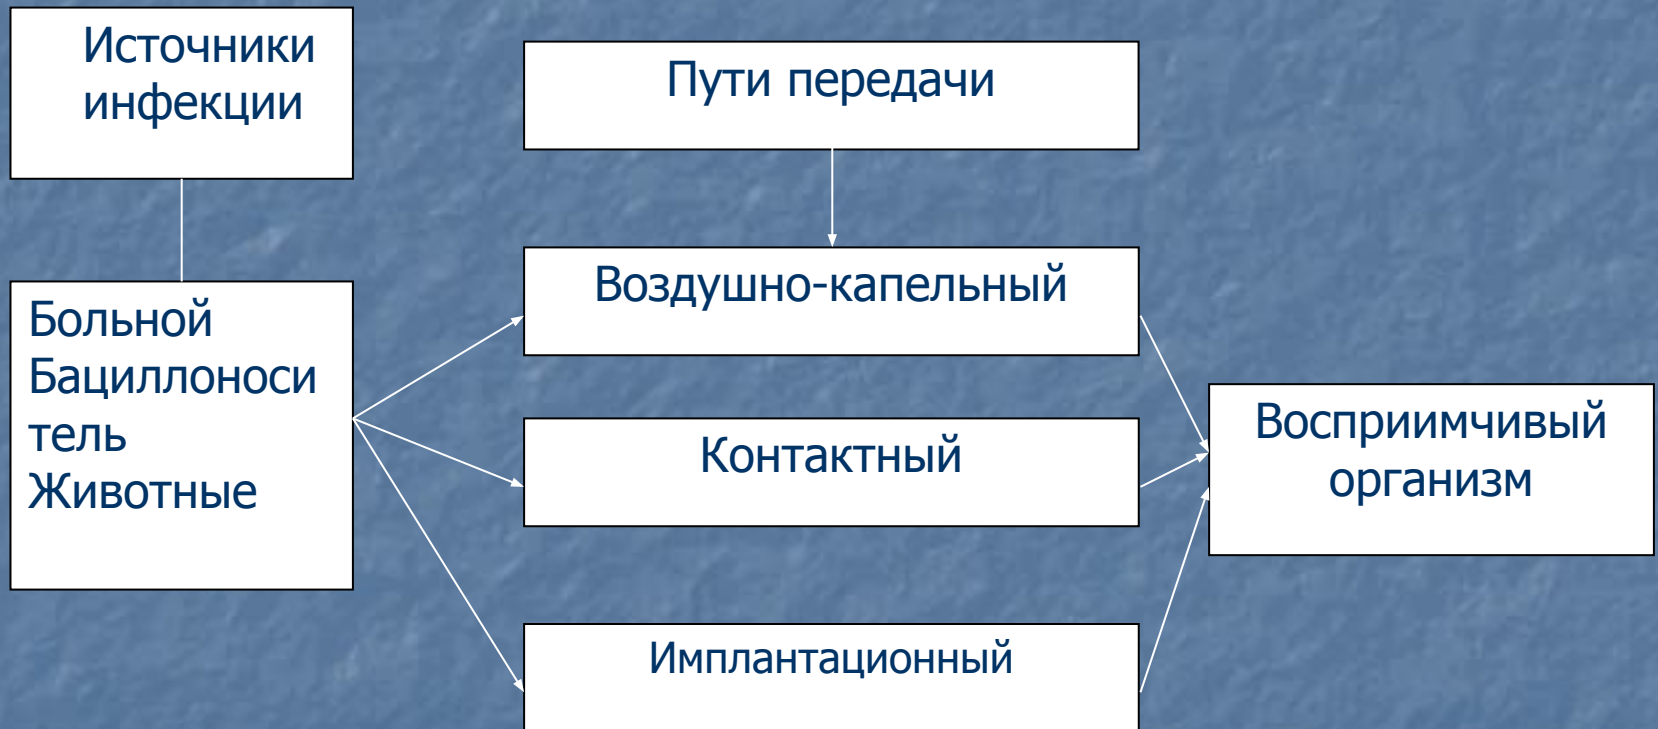 Источники
инфекции
Пути передачи
Воздушно-капельный
Больной
Бациллоноси
тель
Животные
Контактный
Восприимчивый
организм
Имплантационный